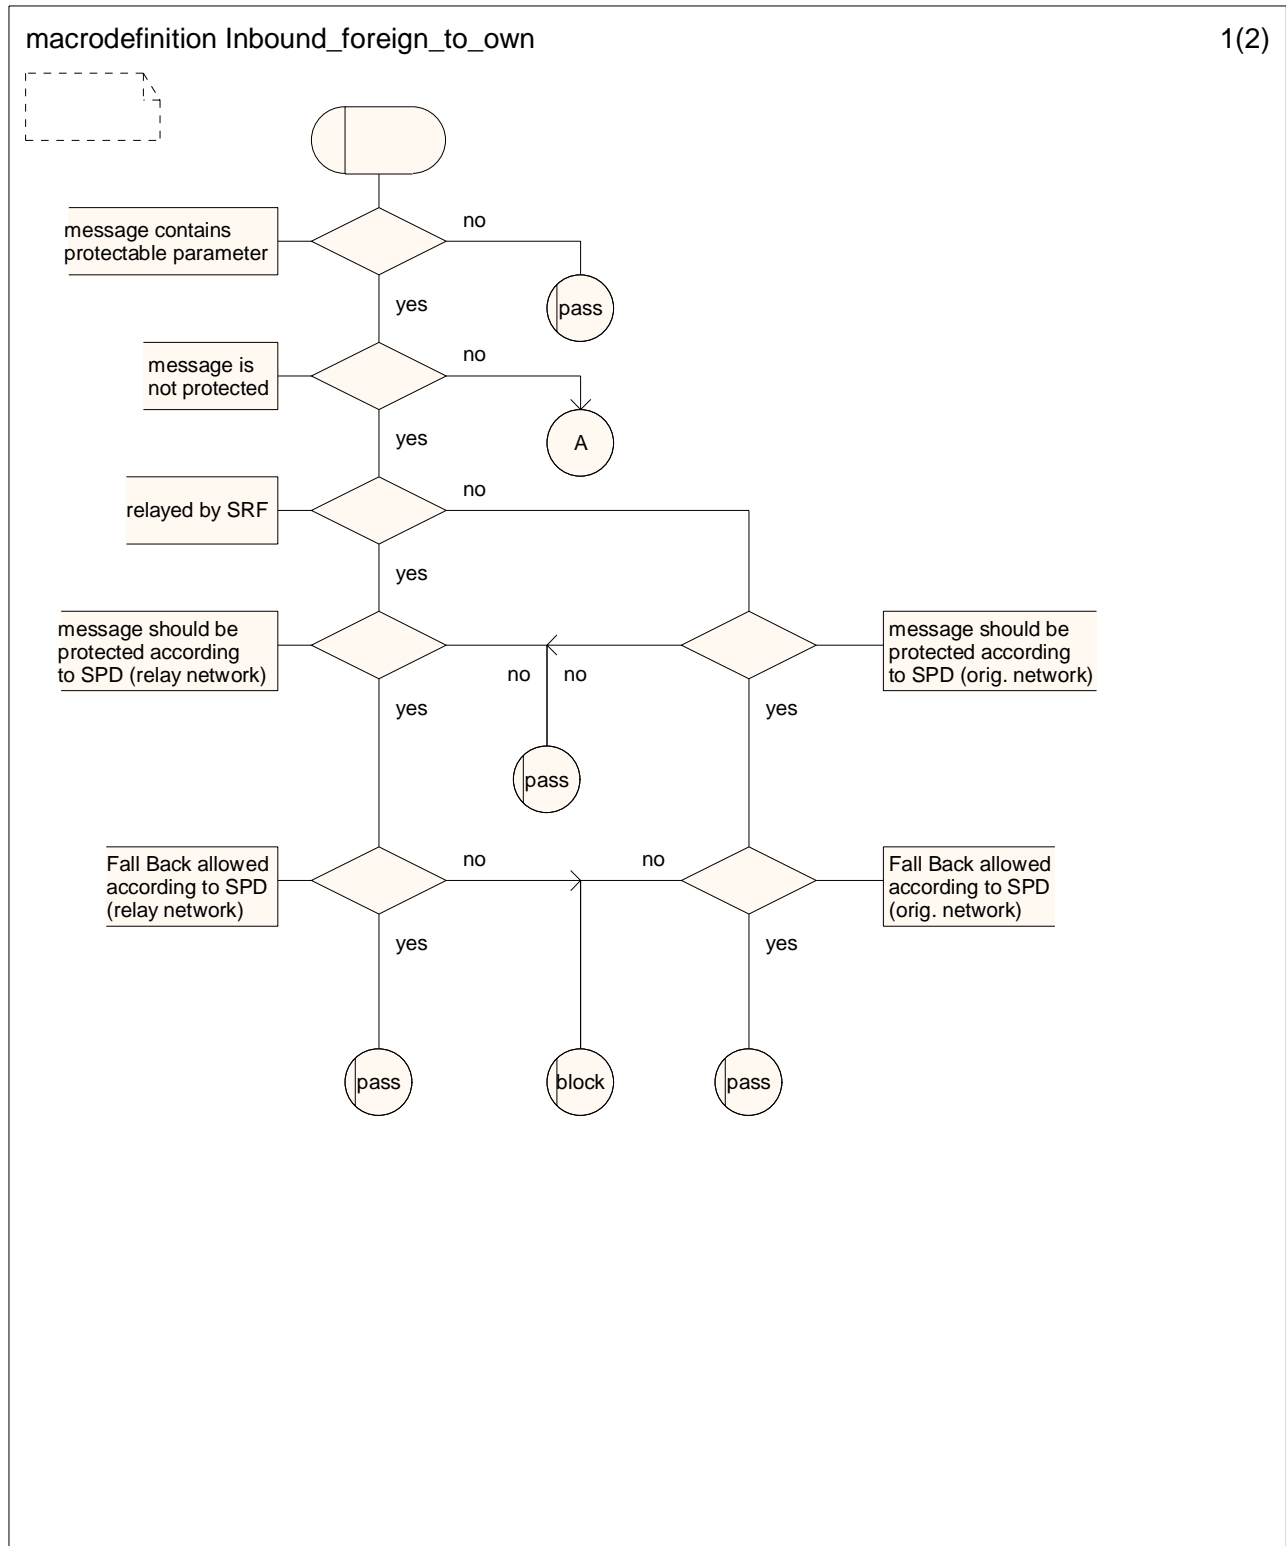 macrodefinition Inbound_foreign_to_own
1(2)
message contains
protectable parameter
no
yes
pass
message is
not protected
no
yes
A
relayed by SRF
no
yes
message should be
protected according
to SPD (relay network)
no
no
message should be
protected according
to SPD (orig. network)
yes
yes
pass
Fall Back allowed
according to SPD
(relay network)
no
no
Fall Back allowed
according to SPD
(orig. network)
yes
yes
pass
block
pass